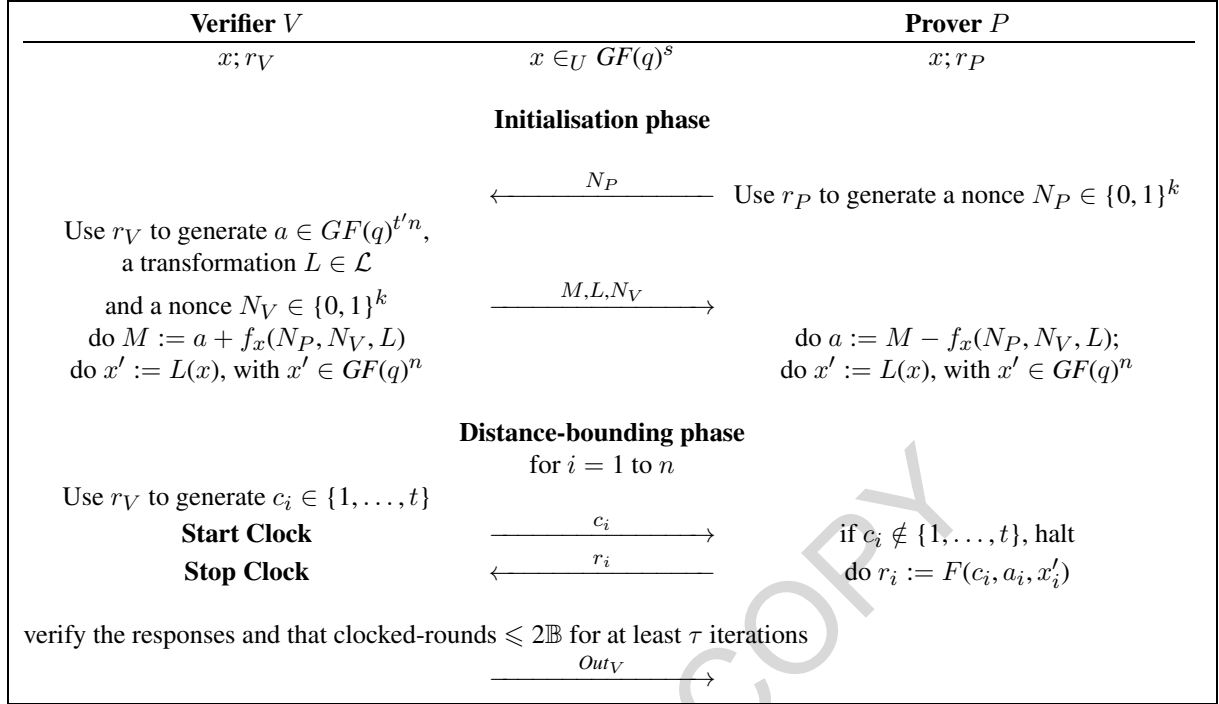 Verifier V Prover P
x; r_V x ∈_U GF(q)^s x; r_P
Initialisation phase
N_P
Use r_P to generate a nonce N_P ∈ {0, 1}^k
Use r_V to generate a ∈ GF(q)^{t′n},
a transformation L ∈ ℒ
and a nonce N_V ∈ {0, 1}^k M,L,N_V
do M := a + f_x(N_P, N_V, L) do a := M − f_x(N_P, N_V, L);
do x′ := L(x), with x′ ∈ GF(q)^n do x′ := L(x), with x′ ∈ GF(q)^n
Distance-bounding phase
for i = 1 to n
Use r_V to generate c_i ∈ {1, . . . , t}
Start Clock c_i if c_i ∉ {1, . . . , t}, halt
Stop Clock r_i do r_i := F(c_i, a_i, x′_i)
verify the responses and that clocked-rounds ⩽ 2𝔹 for at least τ iterations
Out_V
COPY